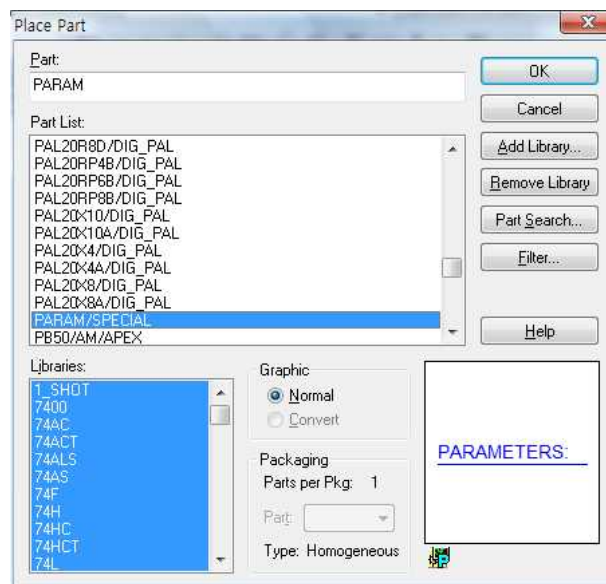 Place Part
Part:
PARAM
OK
Cancel
Part List:
PAL20R8D/DIG_PAL
PAL20RP4B/DIG_PAL
PAL20RP6B/DIG_PAL
PAL20RP8B/DIG_PAL
PAL20X10/DIG_PAL
PAL20X10A/DIG_PAL
PAL20X4/DIG_PAL
PAL20X4A/DIG_PAL
PAL20X8/DIG_PAL
PAL20X8A/DIG_PAL
PARAM/SPECIAL
PB50/AM/APEX
Add Library...
Remove Library
Part Search...
Filter...
Help
Libraries:
1_SHOT
7400
74AC
74ACT
74ALS
74AS
74F
74H
74HC
74HCT
74L
Graphic
Normal
Convert
Packaging
Parts per Pkg: 1
Part:
Type: Homogeneous
PARAMETERS:
P